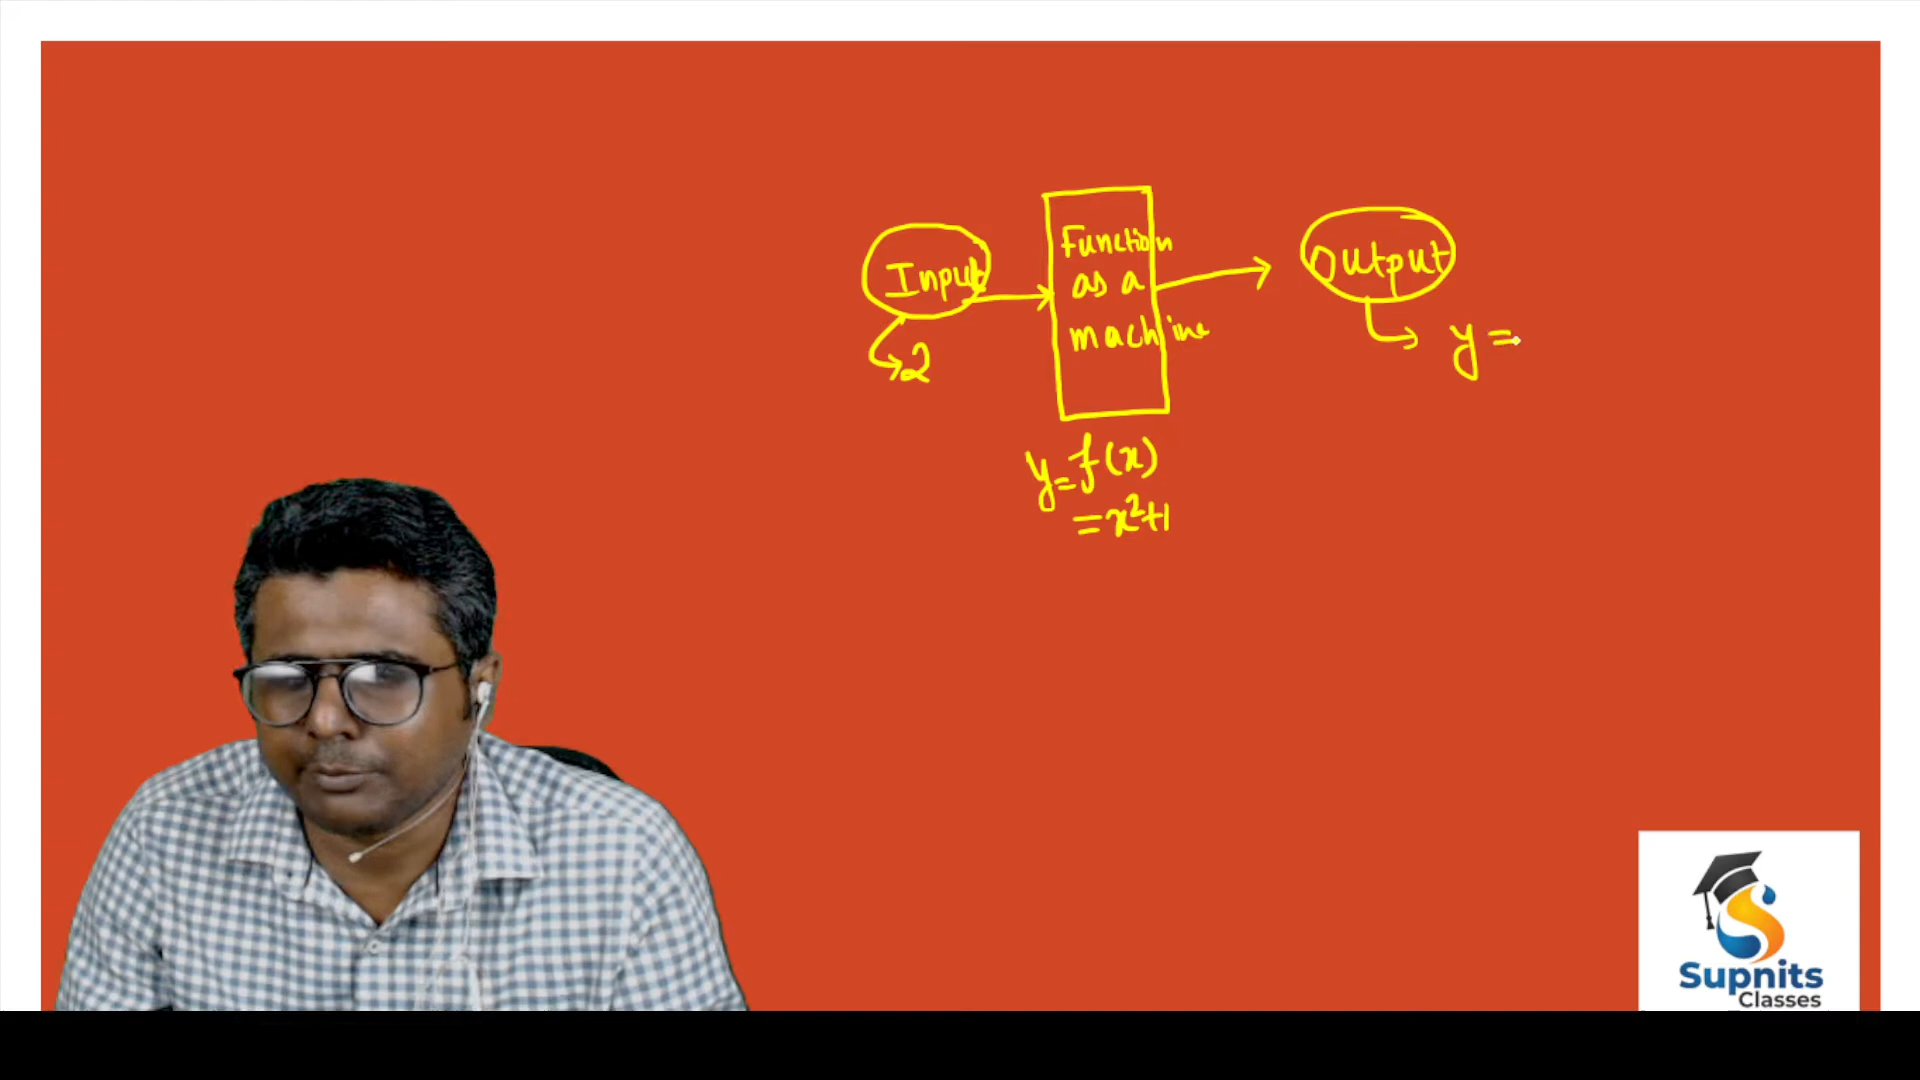 Input
2
Function
as a
machine
Output
y =
y = f(x)
= x²+1
Supnits
Classes